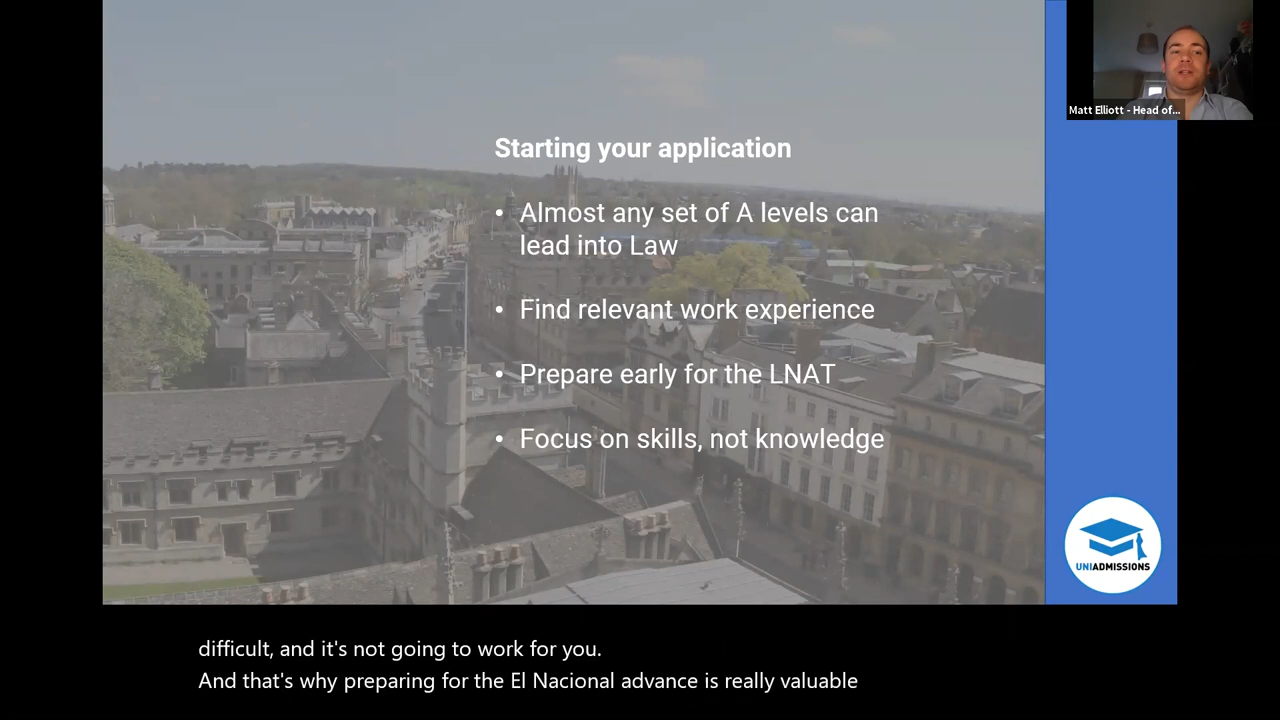 Matt Elliott - Head of...
Starting your application
• Almost any set of A levels can
lead into Law
• Find relevant work experience
• Prepare early for the LNAT
• Focus on skills, not knowledge
UNIADMISSIONS
difficult, and it's not going to work for you.
And that's why preparing for the El Nacional advance is really valuable